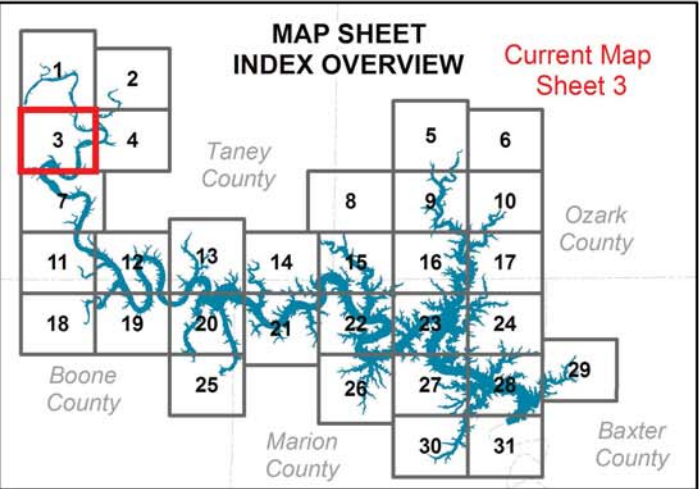 MAP SHEET
INDEX OVERVIEW
Current Map
Sheet 3
1
2
3
4
5
6
Taney
County
7
8
9
10
Ozark
County
11
12
13
14
15
16
17
18
19
20
21
22
23
24
Boone
County
25
26
27
28
29
Marion
County
30
31
Baxter
County